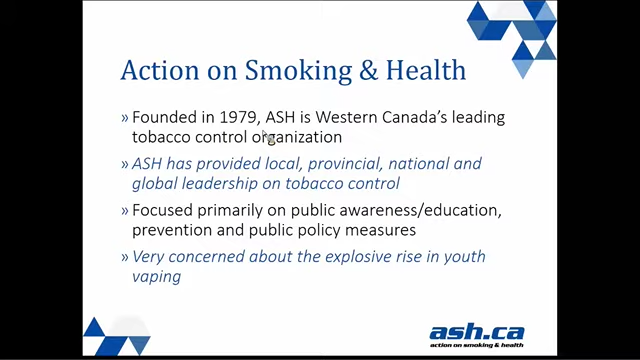 Action on Smoking & Health
» Founded in 1979, ASH is Western Canada's leading
tobacco control organization
» ASH has provided local, provincial, national and
global leadership on tobacco control
» Focused primarily on public awareness/education,
prevention and public policy measures
» Very concerned about the explosive rise in youth
vaping
ash.ca
action on smoking & health